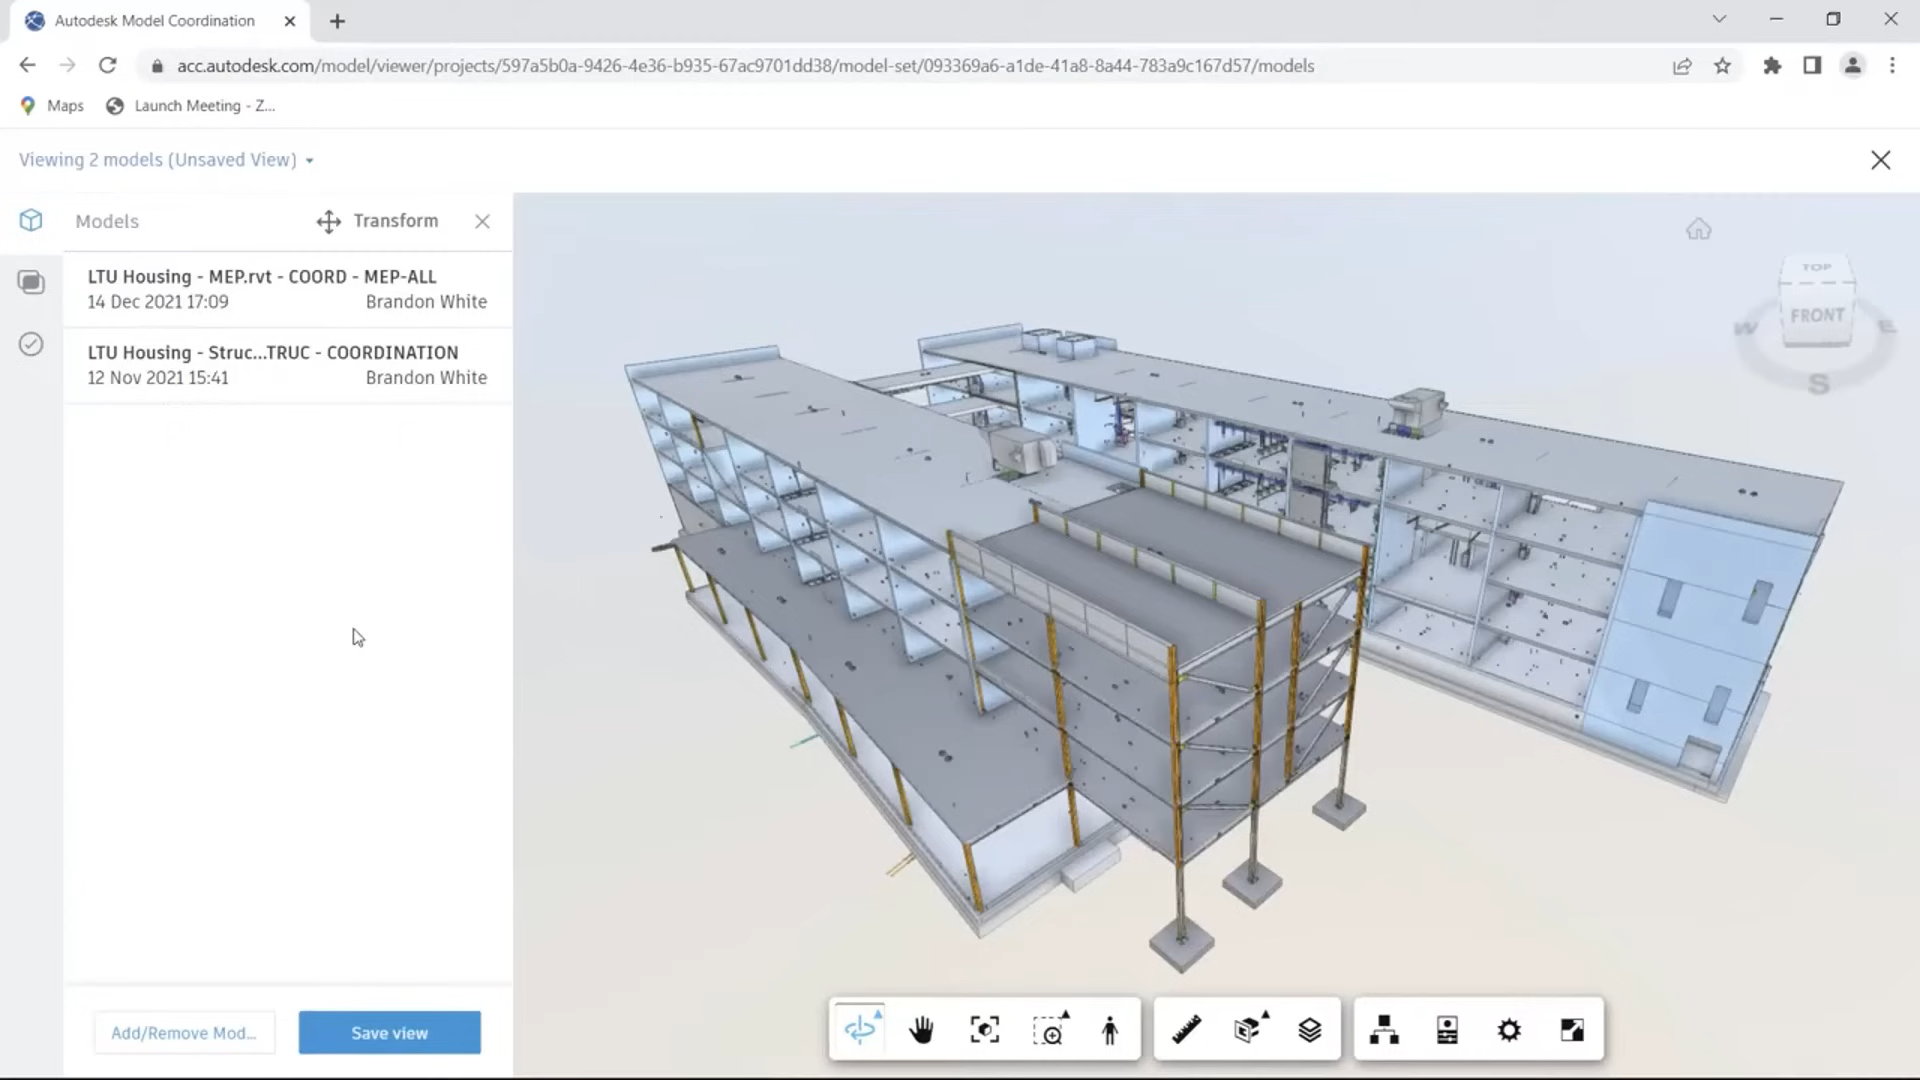 Autodesk Model Coordination
acc.autodesk.com/model/viewer/projects/597a5b0a-9426-4e36-b935-67ac9701dd38/model-set/093369a6-a1de-41a8-8a44-783a9c167d57/models
Maps
Launch Meeting - Z...
Viewing 2 models (Unsaved View)
Models
Transform
LTU Housing - MEP.rvt - COORD - MEP-ALL
14 Dec 2021 17:09 Brandon White
LTU Housing - Struc...TRUC - COORDINATION
12 Nov 2021 15:41 Brandon White
TOP
FRONT
W E
S
Add/Remove Mod...
Save view